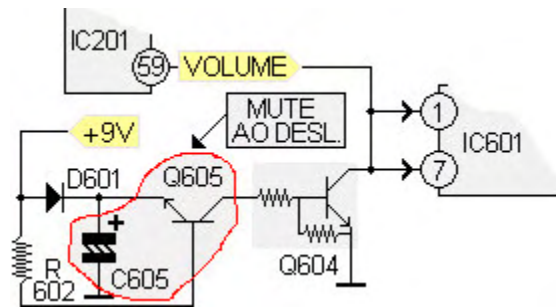 IC201
59
VOLUME
MUTE
AO DESL.
1
IC601
7
+9V
D601
Q605
+
R
602
C605
Q604